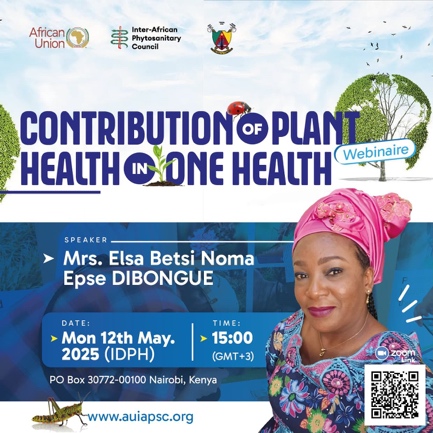 African
Union
Inter-African
Phytosanitary
Council
CONTRIBUTION OF PLANT
HEALTH IN ONE HEALTH
Webinaire
SPEAKER
Mrs. Elsa Betsi Noma
Epse DIBONGUE
DATE:
Mon 12th May.
2025 (IDPH)
TIME:
15:00
(GMT+3)
PO Box 30772-00100 Nairobi, Kenya
zoom
Link
www.auiapsc.org